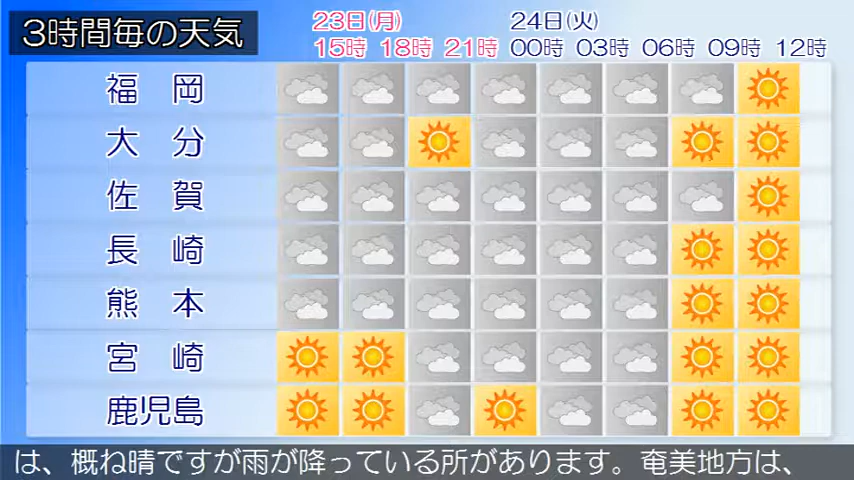 3時間毎の天気
23日(月) 24日(火)
15時 18時 21時 00時 03時 06時 09時 12時
福岡
大分
佐賀
長崎
熊本
宮崎
鹿児島
は、概ね晴ですが雨が降っている所があります。奄美地方は、